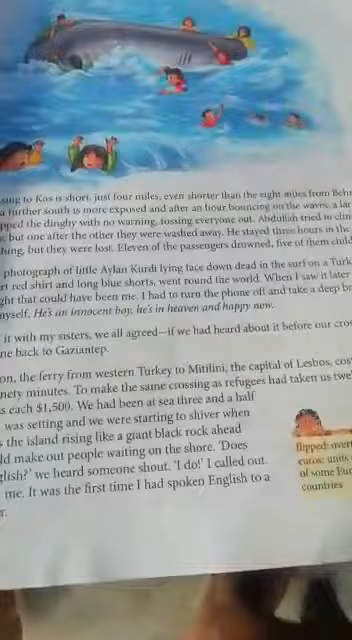 sing to Kos is short, just four miles, even shorter than the eight miles from Behr
a further south is more exposed and after an hour bouncing on the waves, a lar
pped the dinghy with no warning, tossing everyone out. Abdullah tried to clin
but one after the other they were washed away. He stayed three hours in the
thing, but they were lost. Eleven of the passengers drowned, five of them child
photograph of little Aylan Kurdi lying face down dead in the surf on a Turk
rt red shirt and long blue shorts, went round the world. When I saw it later
ght that could have been me. I had to turn the phone off and take a deep br
myself. He's an innocent boy, he's in heaven and happy now.
it with my sisters, we all agreed—if we had heard about it before our cros
ne back to Gaziantep.
on, the ferry from western Turkey to Mitilini, the capital of Lesbos, cos
nety minutes. To make the same crossing as refugees had taken us twe
s each $1,500. We had been at sea three and a half
was setting and we were starting to shiver when
the island rising like a giant black rock ahead
ld make out people waiting on the shore. 'Does
glish?' we heard someone shout. 'I do!' I called out.
me. It was the first time I had spoken English to a
r.
flipped: over
euros: units
of some Eur
countries